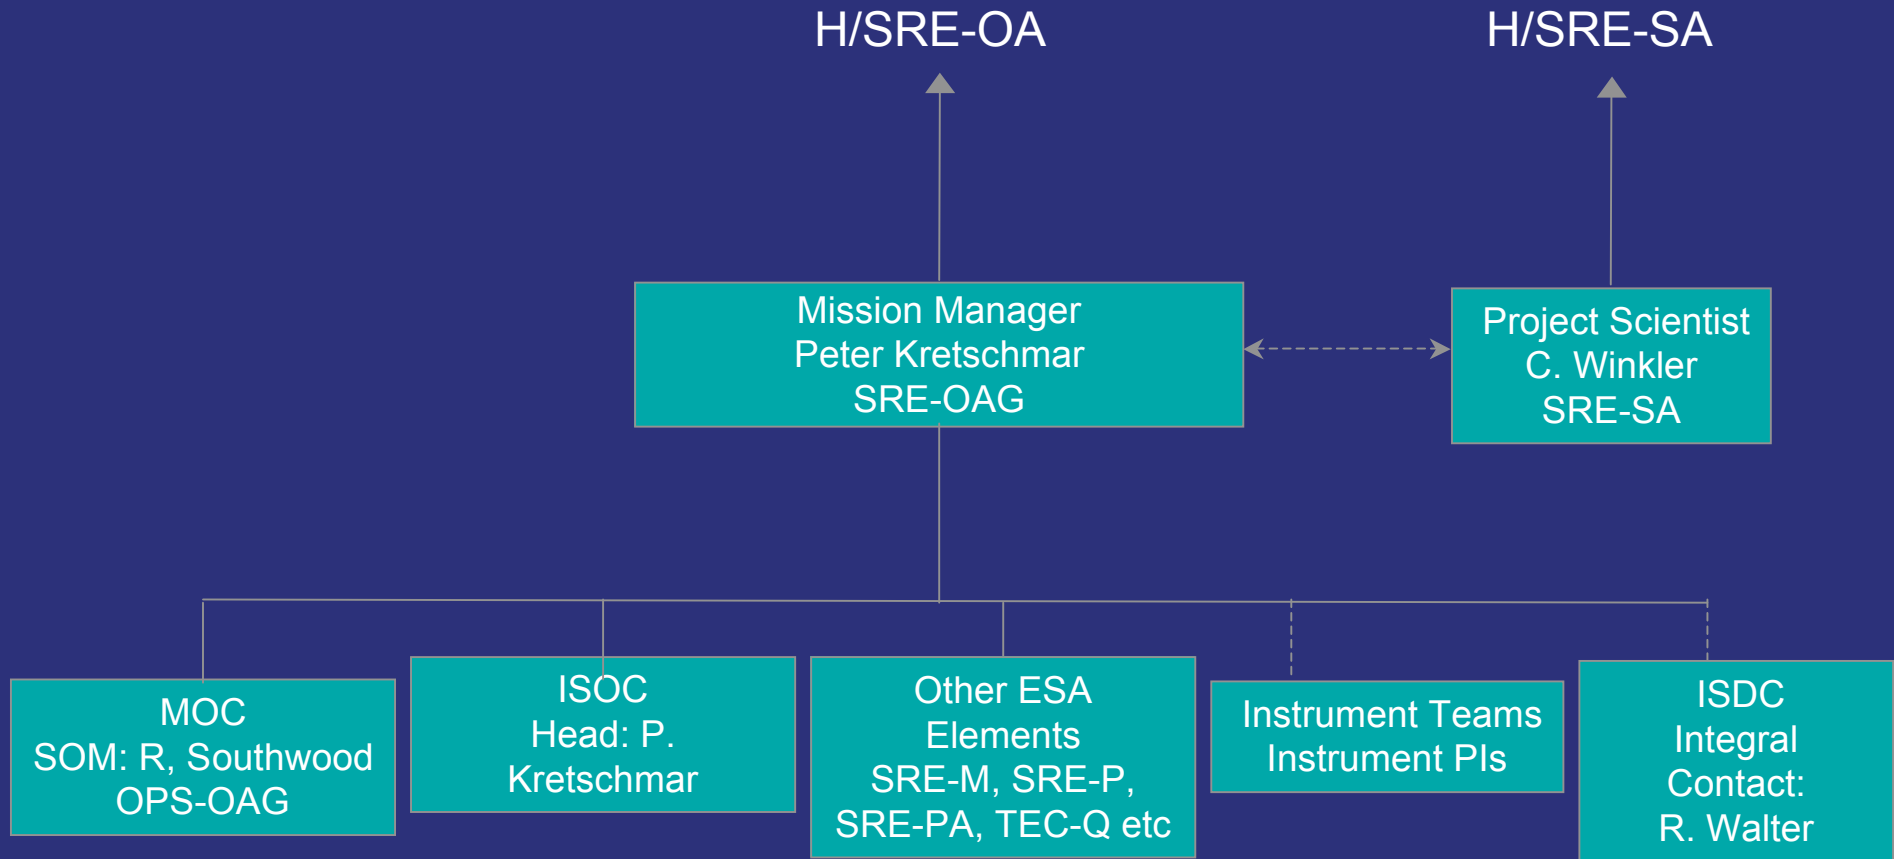 H/SRE-OA
H/SRE-SA
Mission Manager
Peter Kretschmar
SRE-OAG
Project Scientist
C. Winkler
SRE-SA
MOC
SOM: R, Southwood
OPS-OAG
ISOC
Head: P.
Kretschmar
Other ESA
Elements
SRE-M, SRE-P,
SRE-PA, TEC-Q etc
Instrument Teams
Instrument PIs
ISDC
Integral
Contact:
R. Walter